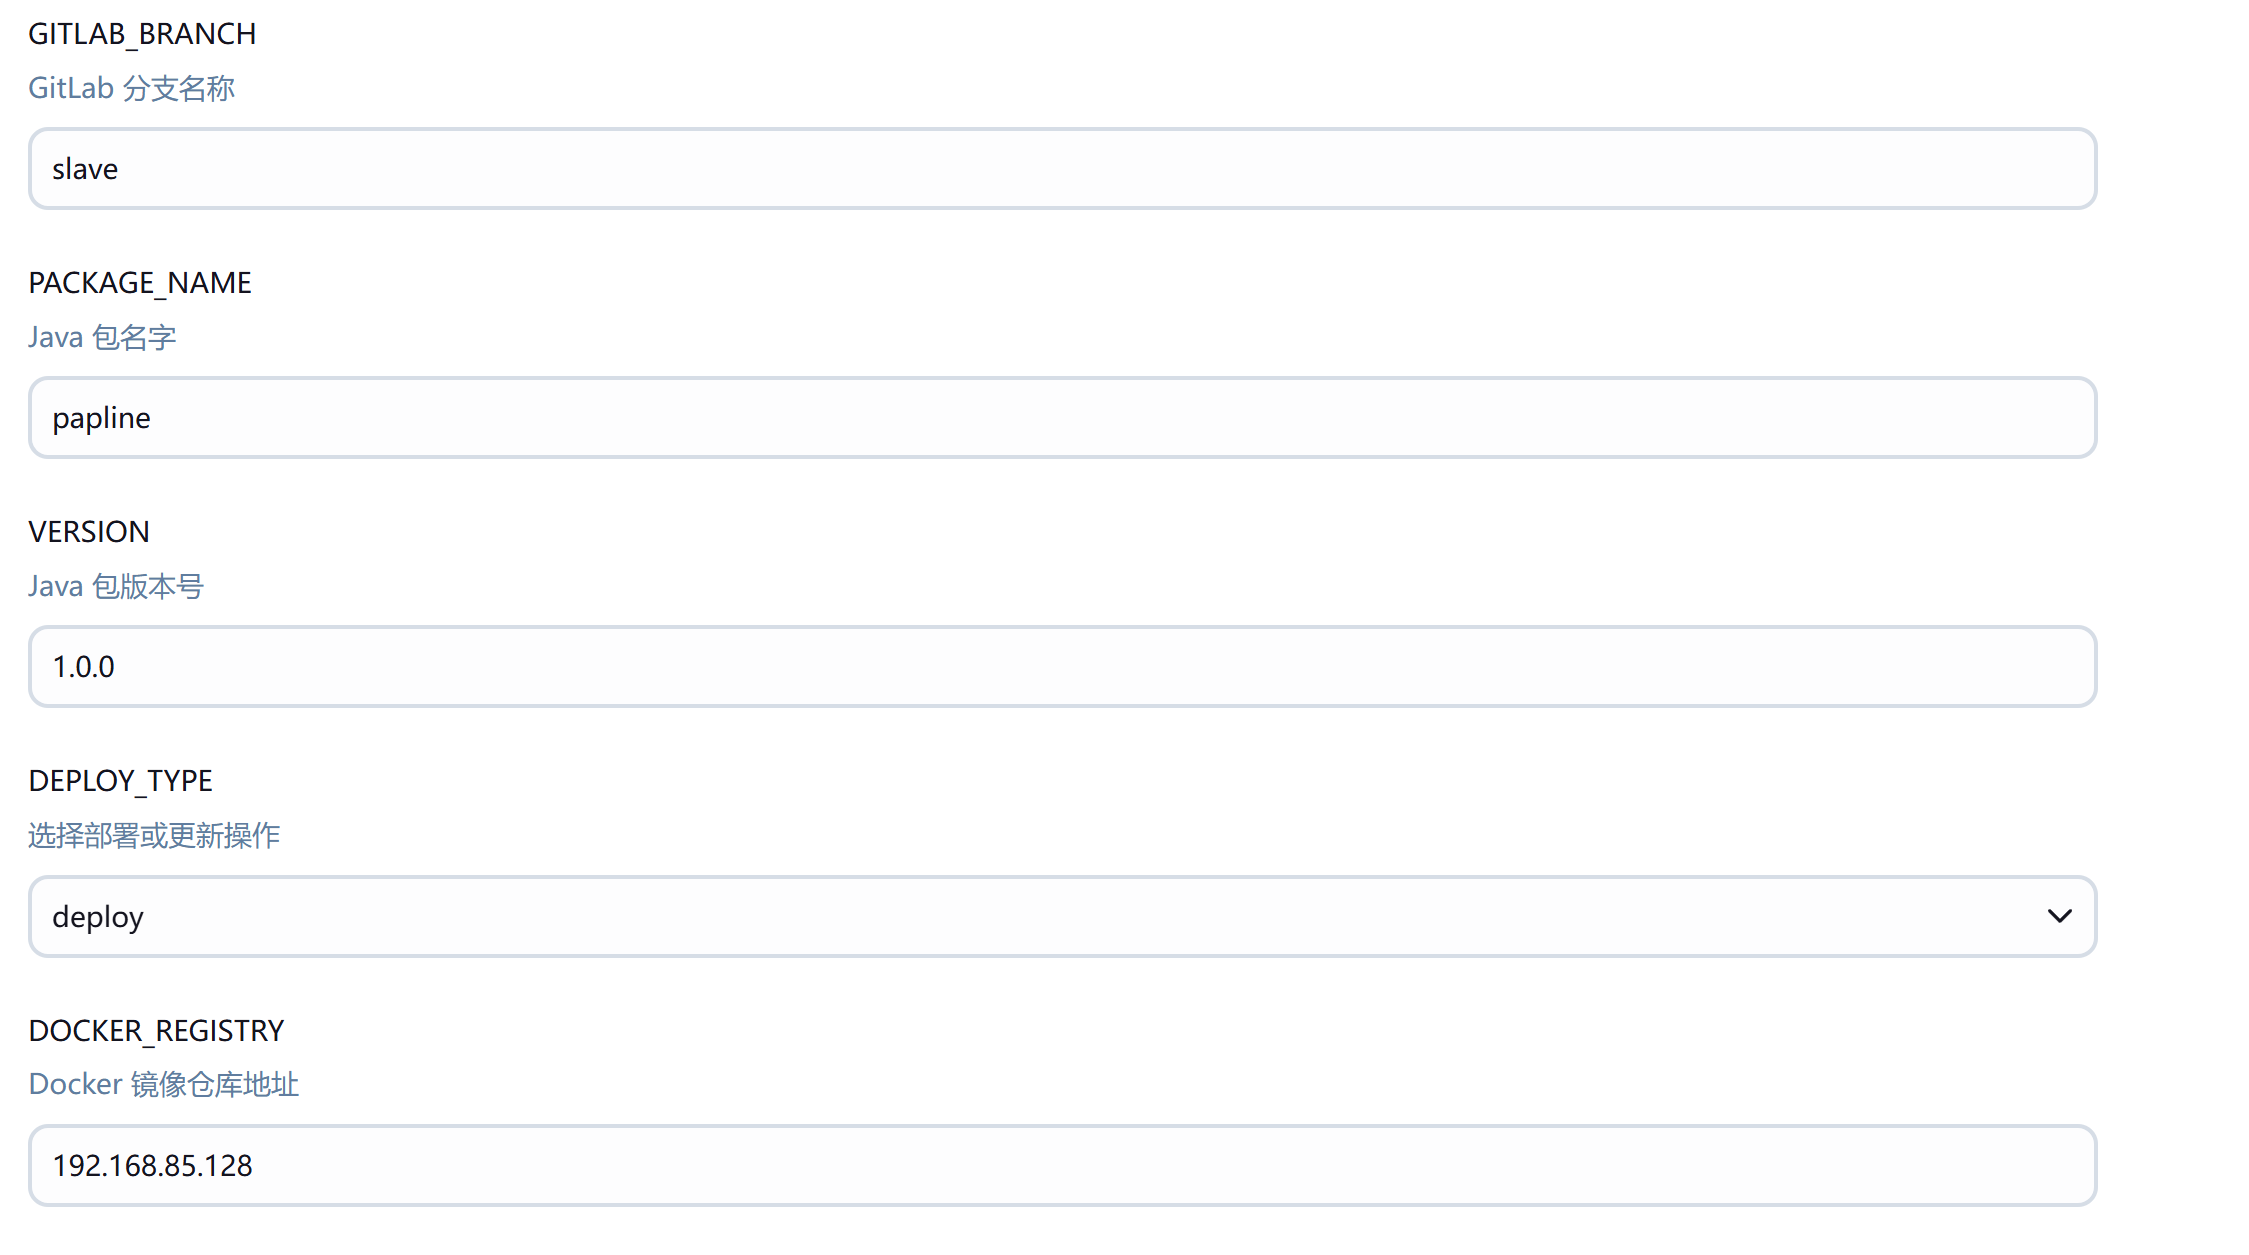 GITLAB_BRANCH
GitLab 分支名称
slave
PACKAGE_NAME
Java 包名字
papline
VERSION
Java 包版本号
1.0.0
DEPLOY_TYPE
选择部署或更新操作
deploy
DOCKER_REGISTRY
Docker 镜像仓库地址
192.168.85.128